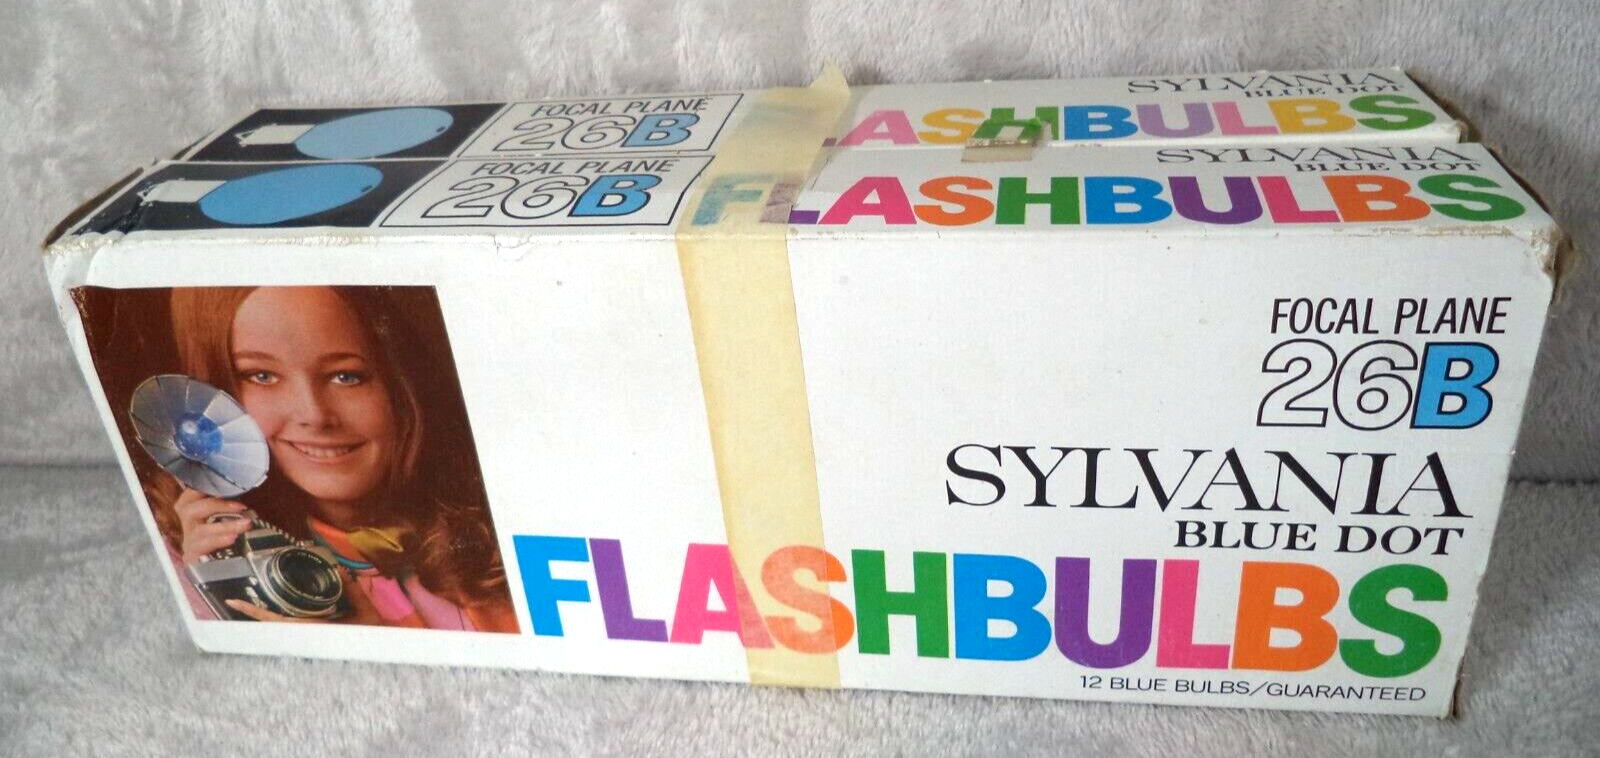 SYLVANIA
BLUE DOT
FOCAL PLANE
26B
FLASHBULBS
SYLVANIA
BLUE DOT
FOCAL PLANE
26B
FLASHBULBS
FOCAL PLANE
26B
SYLVANIA
BLUE DOT
FLASHBULBS
12 BLUE BULBS/GUARANTEED